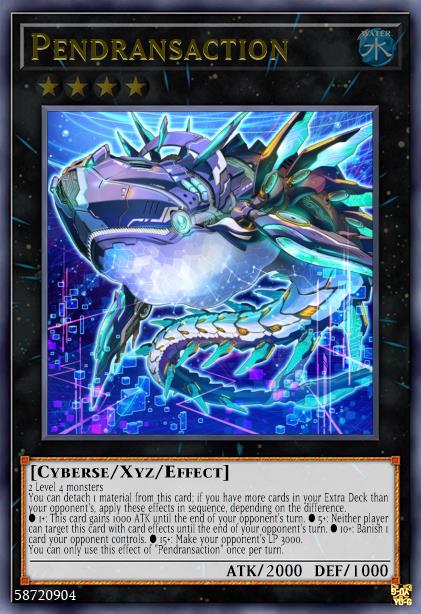 PENDRANSACTION
WATER
水
[CYBERSE/XYZ/EFFECT]
2 Level 4 monsters
You can detach 1 material from this card; if you have more cards in your Extra Deck than
your opponent's, apply these effects in sequence, depending on the difference.
● 1+: This card gains 1000 ATK until the end of your opponent's turn. ● 5+: Neither player
can target this card with card effects until the end of your opponent's turn. ● 10+: Banish 1
card your opponent controls. ● 15+: Make your opponent's LP 3000.
You can only use this effect of "Pendransaction" once per turn.
ATK/2000 DEF/1000
58720904